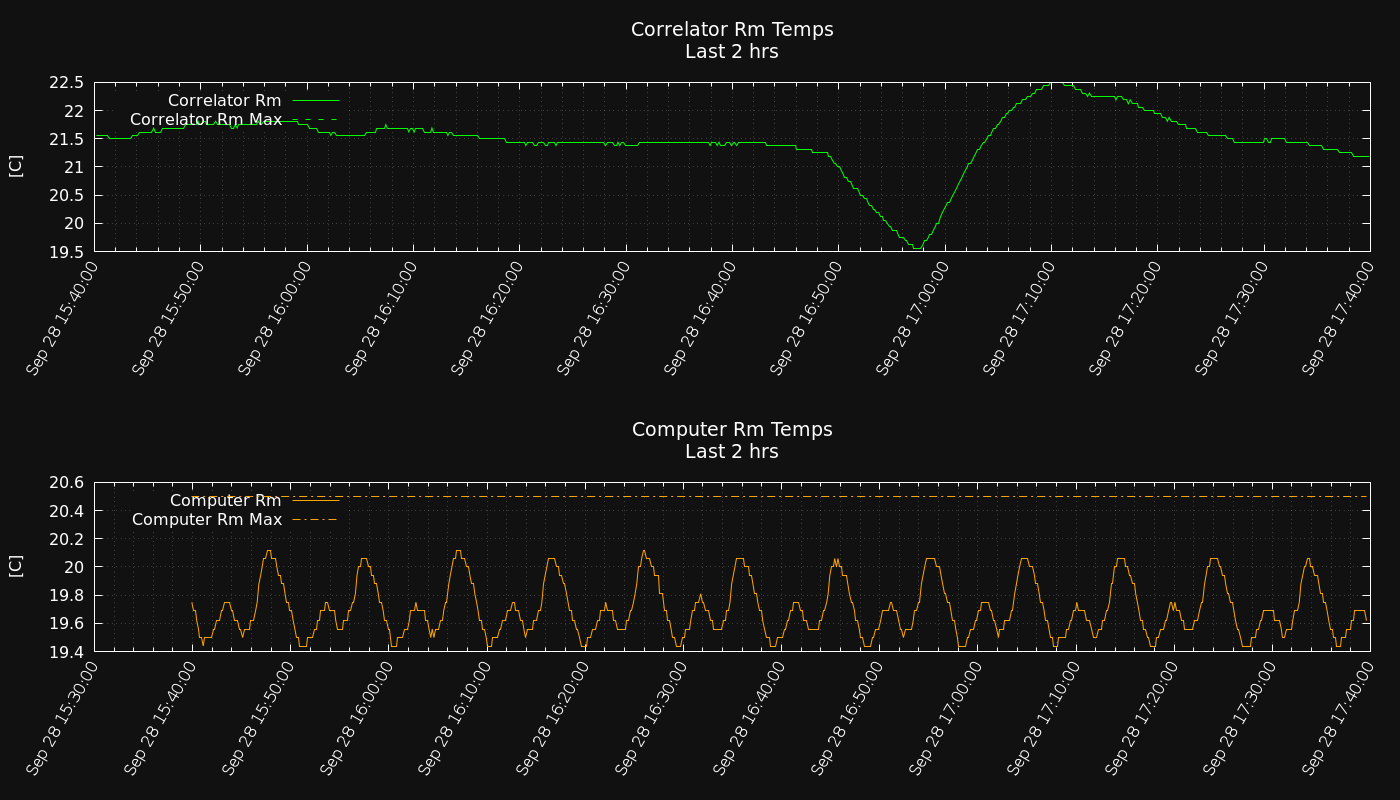 Correlator Rm Temps
Last 2 hrs
22.5
22
21.5
21
20.5
20
19.5
[C]
Correlator Rm
Correlator Rm Max
Sep 28 15:40:00
Sep 28 15:50:00
Sep 28 16:00:00
Sep 28 16:10:00
Sep 28 16:20:00
Sep 28 16:30:00
Sep 28 16:40:00
Sep 28 16:50:00
Sep 28 17:00:00
Sep 28 17:10:00
Sep 28 17:20:00
Sep 28 17:30:00
Sep 28 17:40:00
Computer Rm Temps
Last 2 hrs
20.6
20.4
20.2
20
19.8
19.6
19.4
[C]
Computer Rm
Computer Rm Max
Sep 28 15:30:00
Sep 28 15:40:00
Sep 28 15:50:00
Sep 28 16:00:00
Sep 28 16:10:00
Sep 28 16:20:00
Sep 28 16:30:00
Sep 28 16:40:00
Sep 28 16:50:00
Sep 28 17:00:00
Sep 28 17:10:00
Sep 28 17:20:00
Sep 28 17:30:00
Sep 28 17:40:00